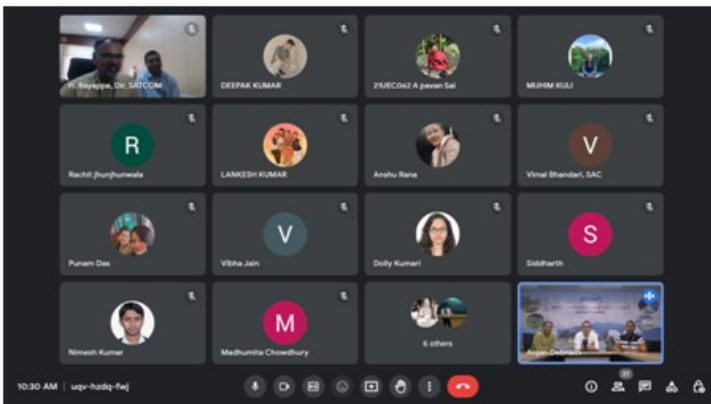 H. Rayappa, Dir, SATCOM
DEEPAK KUMAR
21UEC042 A pavan Sai
MUHIM KULI
R
Rachit jhunjhunwala
LANKESH KUMAR
Anshu Rana
V
Vimal Bhandari, SAC
Punam Das
V
Vibha Jain
Dolly Kumari
S
Siddharth
Nimesh Kumar
M
Madhumita Chowdhury
6 others
Anjan Debnath
10:30 AM | uqv-hzdq-fwj
21